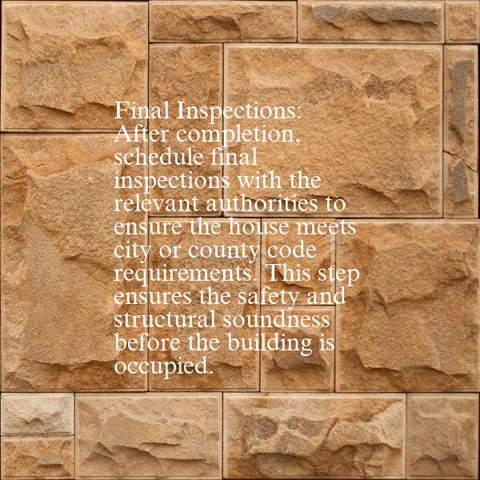 Final Inspections:
After completion,
schedule final
inspections with the
relevant authorities to
ensure the house meets
city or county code
requirements. This step
ensures the safety and
structural soundness
before the building is
occupied.